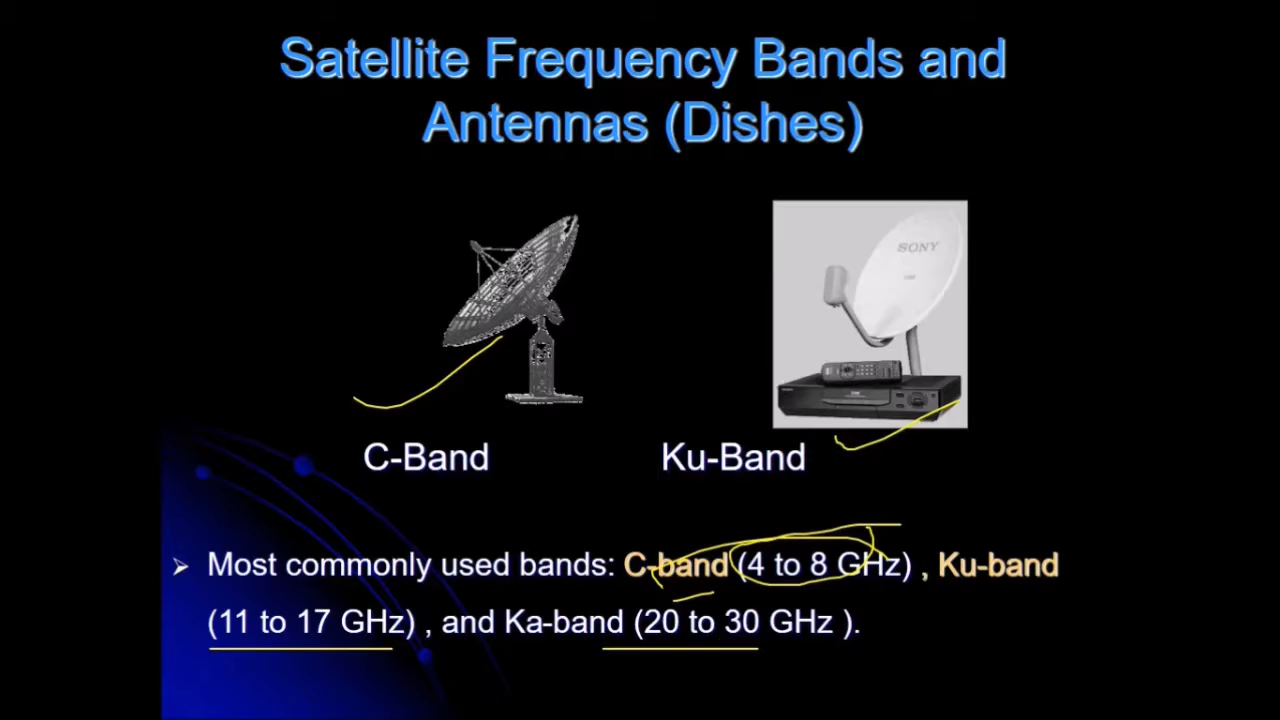 Satellite Frequency Bands and
Antennas (Dishes)
SONY
C-Band
Ku-Band
➢ Most commonly used bands: C-band (4 to 8 GHz) , Ku-band
(11 to 17 GHz) , and Ka-band (20 to 30 GHz ).